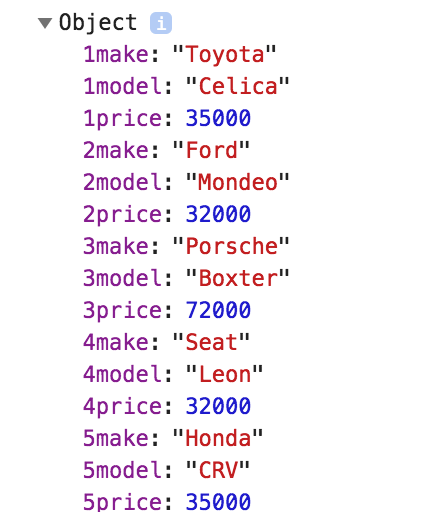 Object i
1make: "Toyota"
1model: "Celica"
1price: 35000
2make: "Ford"
2model: "Mondeo"
2price: 32000
3make: "Porsche"
3model: "Boxter"
3price: 72000
4make: "Seat"
4model: "Leon"
4price: 32000
5make: "Honda"
5model: "CRV"
5price: 35000